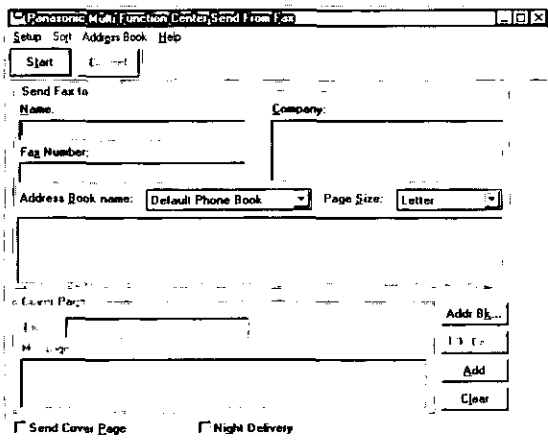 Panasonic Multi Function Center Send From Fax
Setup Sort Address Book Help
Start
Send Fax to
Name: Company:
Fax Number:
Address Book name: Default Phone Book Page Size: Letter
Cover Page
Addr Bk...
Add
Clear
Send Cover Page Night Delivery